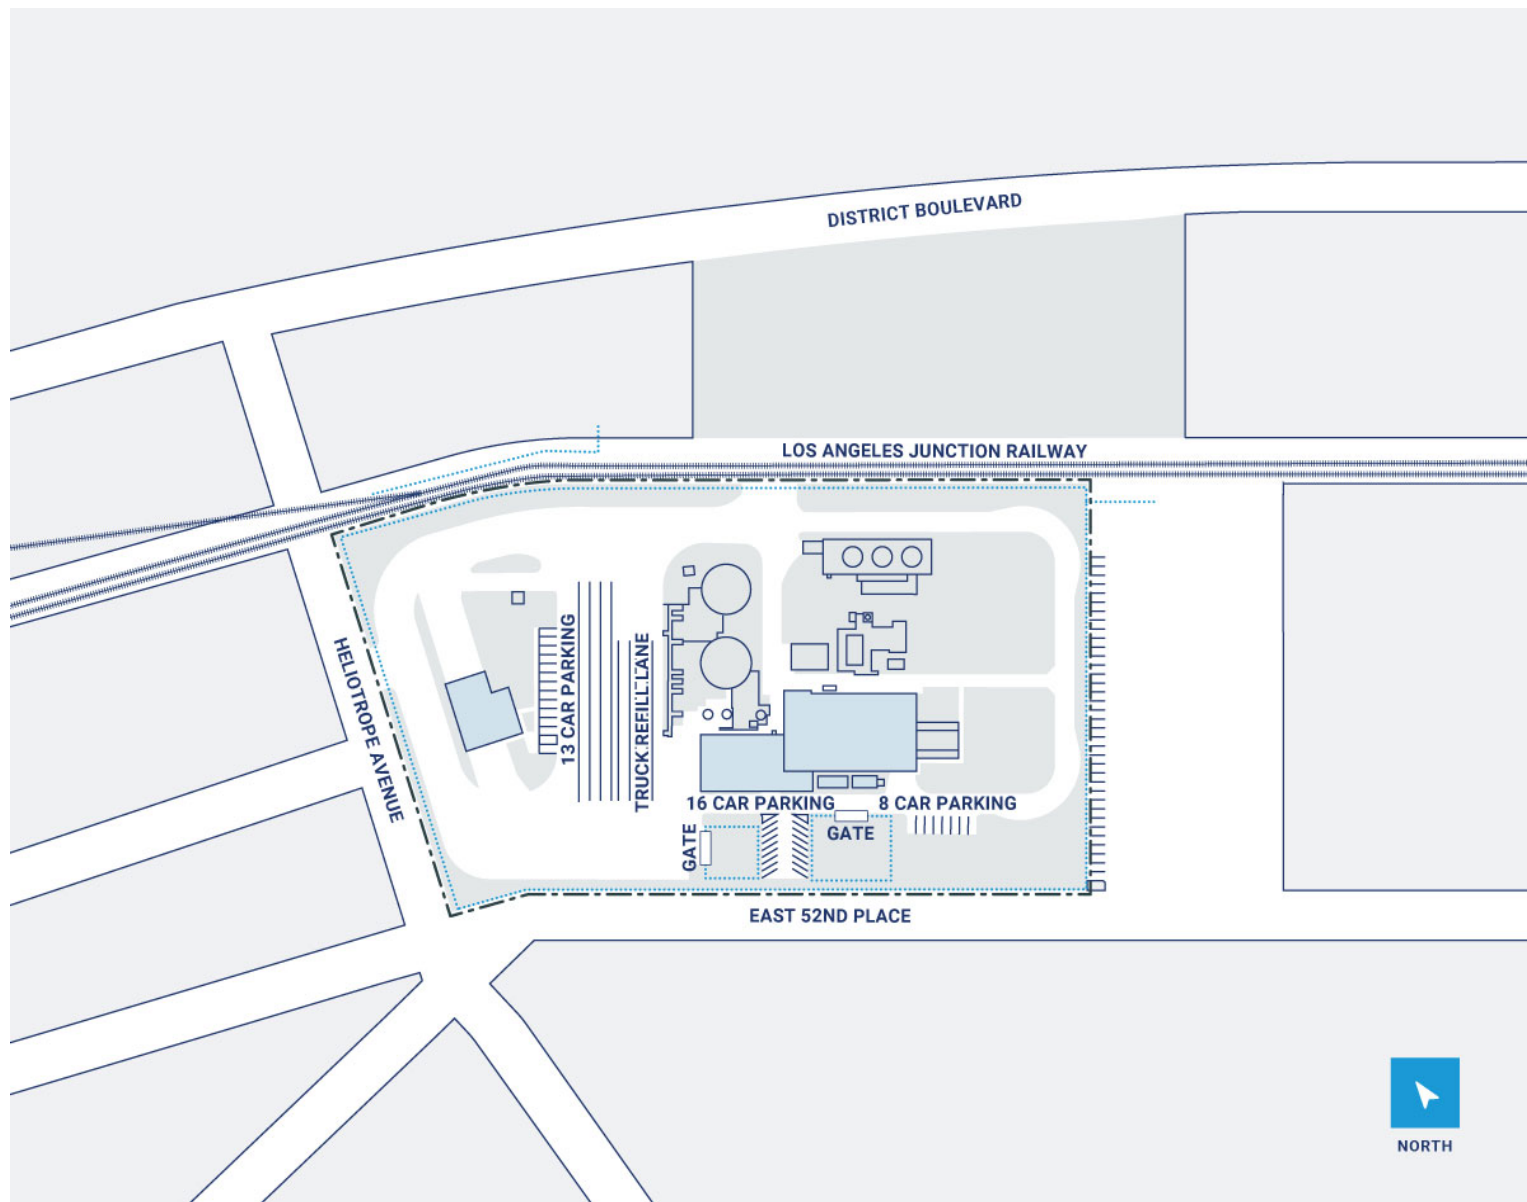 DISTRICT BOULEVARD
LOS ANGELES JUNCTION RAILWAY
HELIOTROPE AVENUE
13 CAR PARKING
TRUCK REFILL LANE
16 CAR PARKING
8 CAR PARKING
GATE
GATE
EAST 52ND PLACE
NORTH